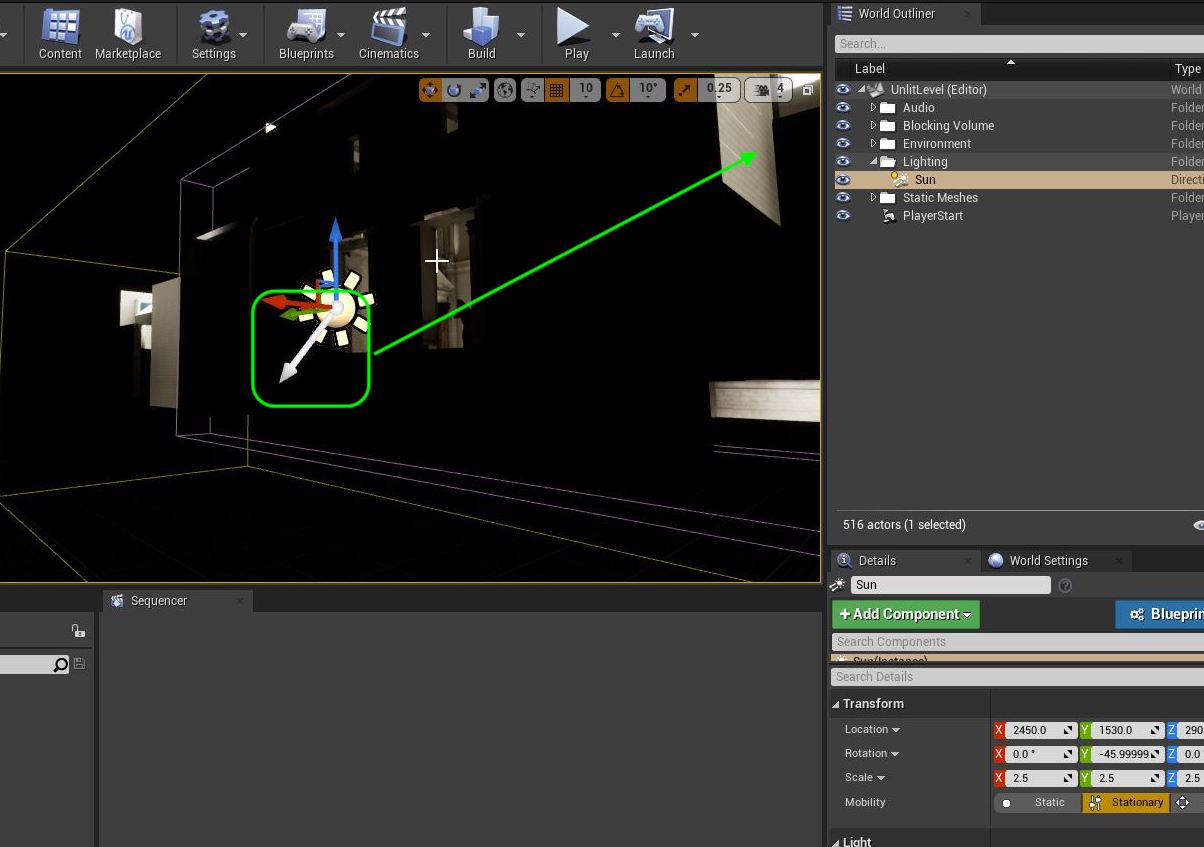 Content Marketplace Settings Blueprints Cinematics Build Play Launch
10 10° 0.25 4
World Outliner
Search...
Label Type
UnlitLevel (Editor) World
Audio Folder
Blocking Volume Folder
Environment Folder
Lighting Folder
Sun Directi
Static Meshes Folder
PlayerStart Player
516 actors (1 selected)
Details World Settings
Sun
+Add Component Blueprin
Search Components
Sun(Instance)
Search Details
Transform
Location X 2450.0 Y 1530.0 Z 290
Rotation X 0.0 ° Y -45.99999 Z 0.0
Scale X 2.5 Y 2.5 Z 2.5
Mobility Static Stationary
Light
Sequencer